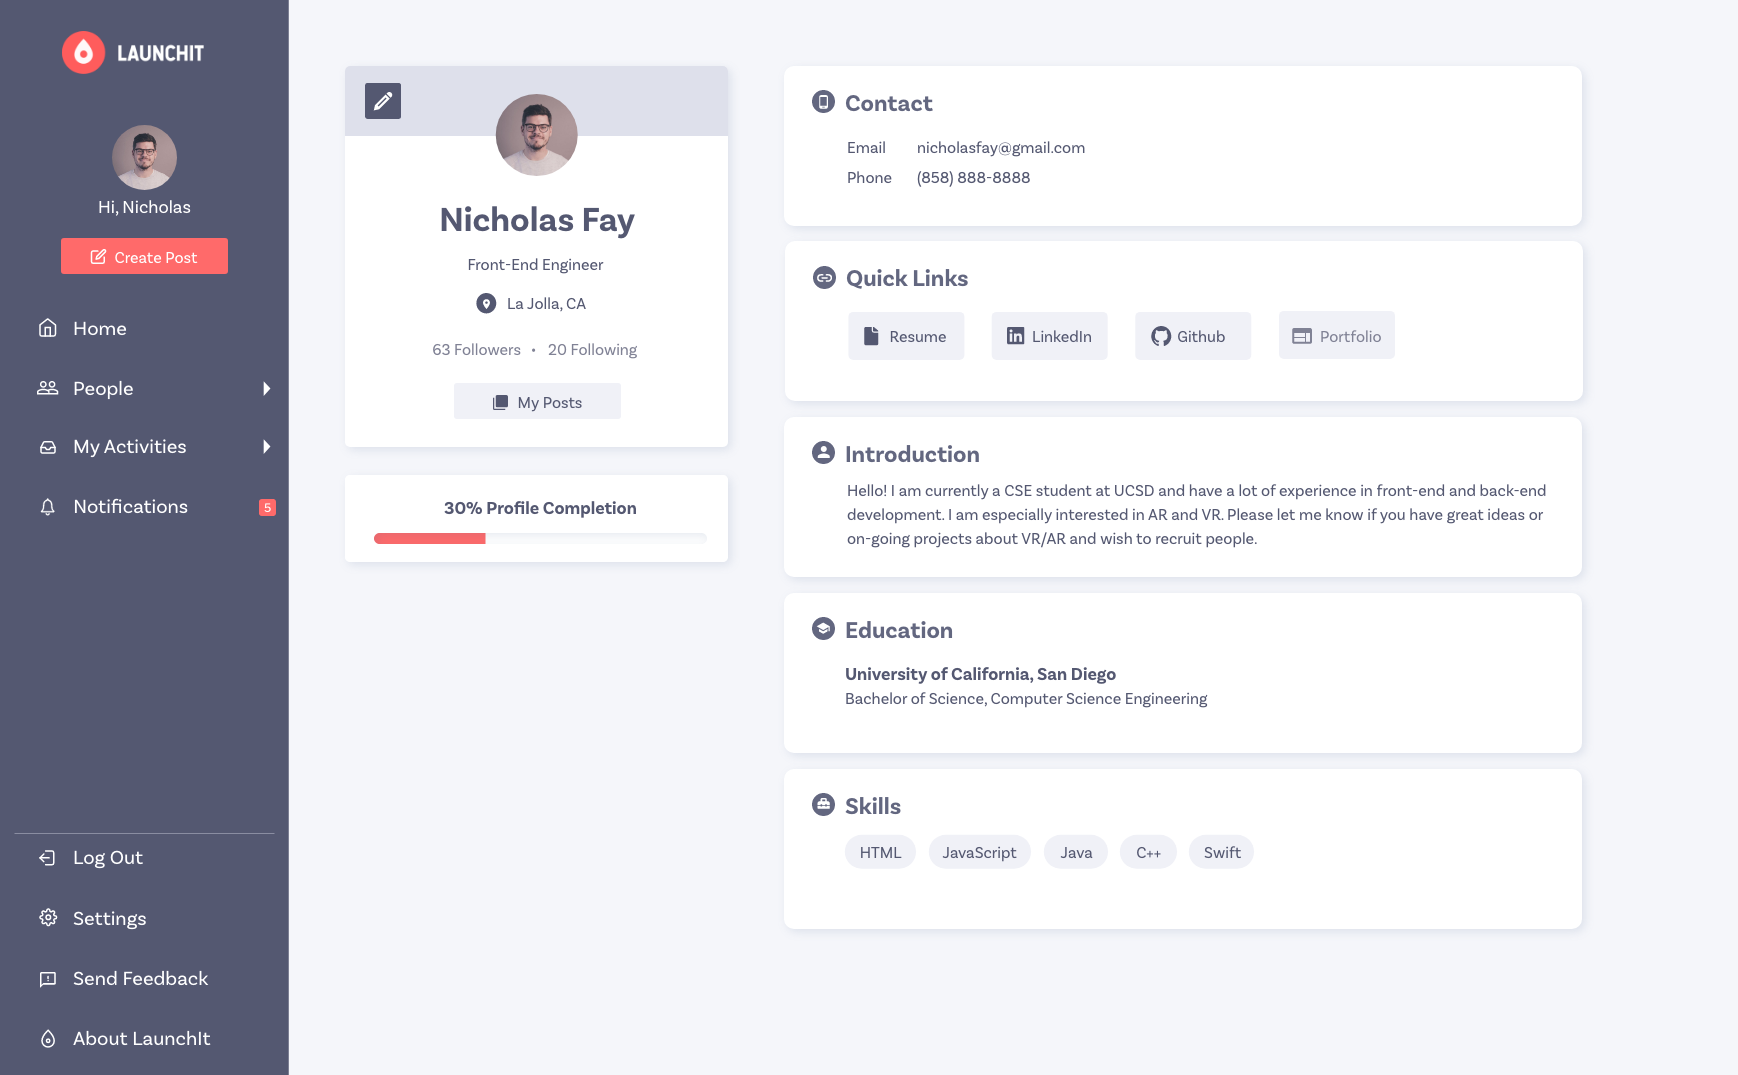 LAUNCHIT
Hi, Nicholas
Create Post
Home
People
My Activities
Notifications
5
Log Out
Settings
Send Feedback
About LaunchIt
Nicholas Fay
Front-End Engineer
La Jolla, CA
63 Followers • 20 Following
My Posts
30% Profile Completion
Contact
Email nicholasfay@gmail.com
Phone (858) 888-8888
Quick Links
Resume
LinkedIn
Github
Portfolio
Introduction
Hello! I am currently a CSE student at UCSD and have a lot of experience in front-end and back-end
development. I am especially interested in AR and VR. Please let me know if you have great ideas or
on-going projects about VR/AR and wish to recruit people.
Education
University of California, San Diego
Bachelor of Science, Computer Science Engineering
Skills
HTML
JavaScript
Java
C++
Swift